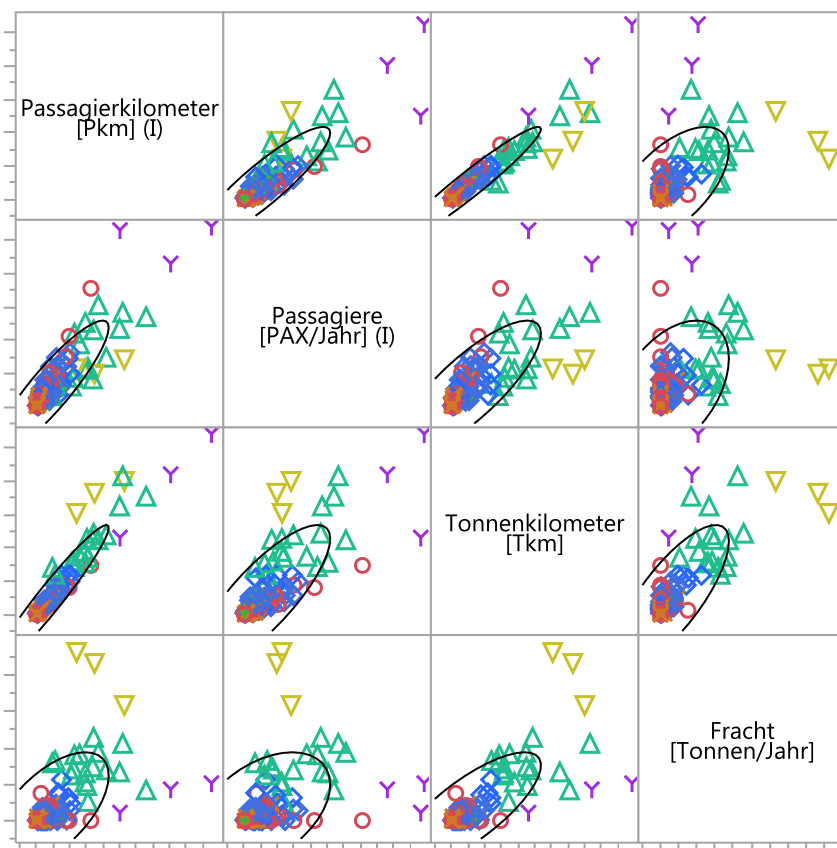 Passagierkilometer
[Pkm] (I)
Passagiere
[PAX/Jahr] (I)
Tonnenkilometer
[Tkm]
Fracht
[Tonnen/Jahr]